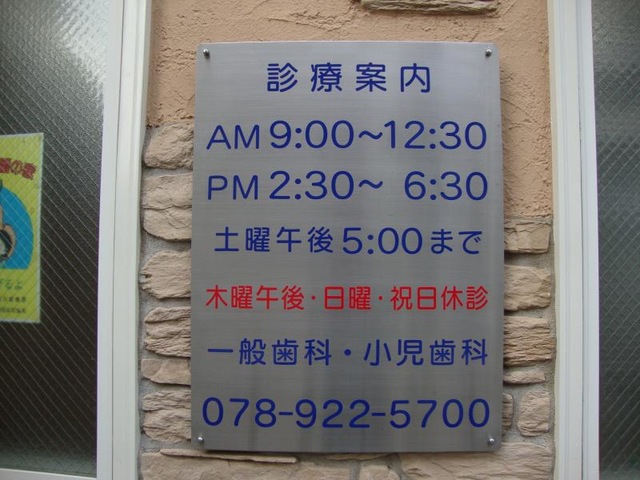 診療案内
AM 9:00〜12:30
PM 2:30〜 6:30
土曜午後 5:00まで
木曜午後・日曜・祝日休診
一般歯科・小児歯科
078-922-5700